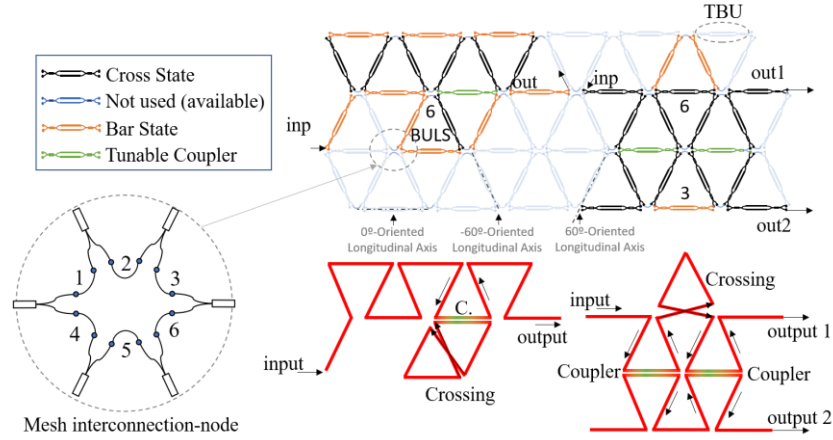 TBU
Cross State
Not used (available)
Bar State
Tunable Coupler
out
inp
out1
6
BULS
6
inp
3
out2
0º-Oriented
Longitudinal Axis
-60º-Oriented
Longitudinal Axis
60º-Oriented
Longitudinal Axis
1
2
3
4
5
6
Mesh interconnection-node
C.
input
output
Crossing
Crossing
input
output 1
Coupler
Coupler
output 2